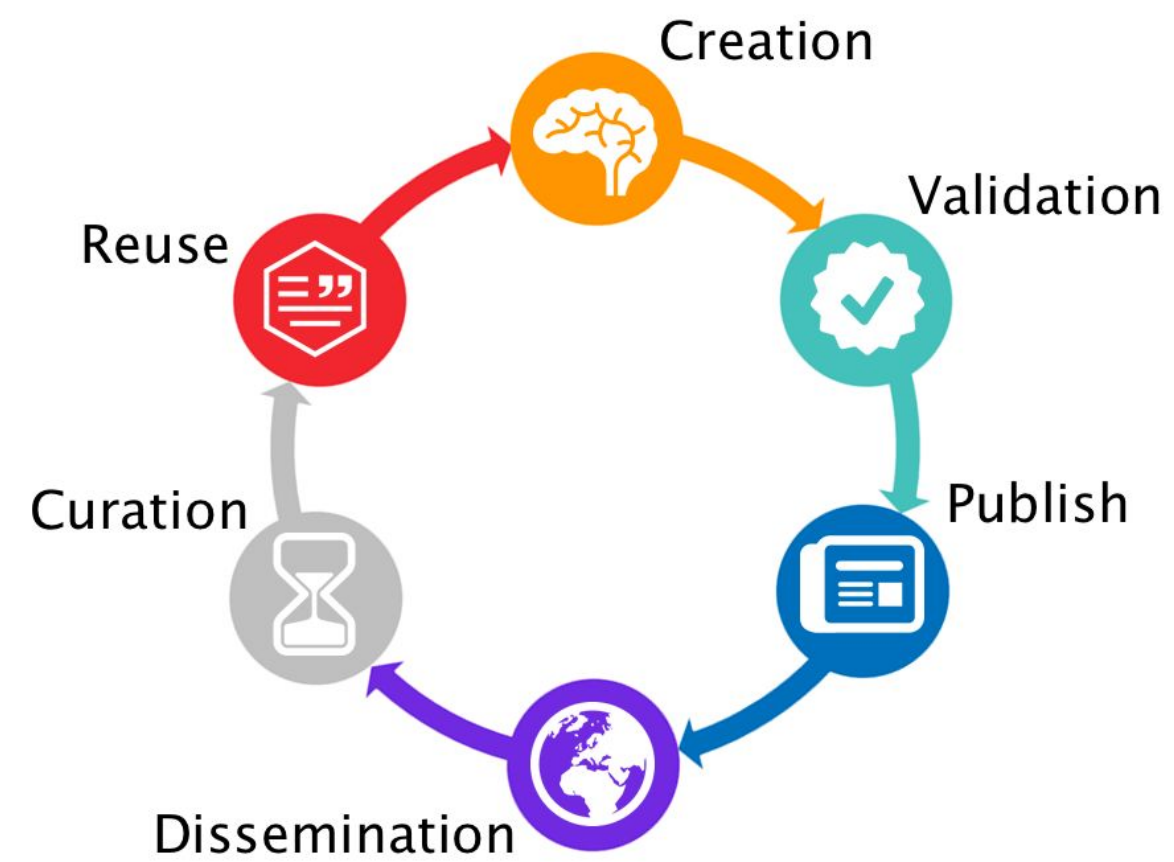 Creation
Validation
Publish
Dissemination
Curation
Reuse